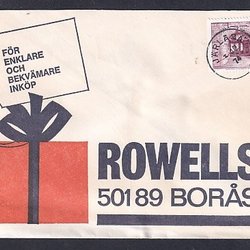 FÖR
ENKLARE
OCH
BEKVÄMARE
INKÖP
ROWELLS
501 89 BORÅS